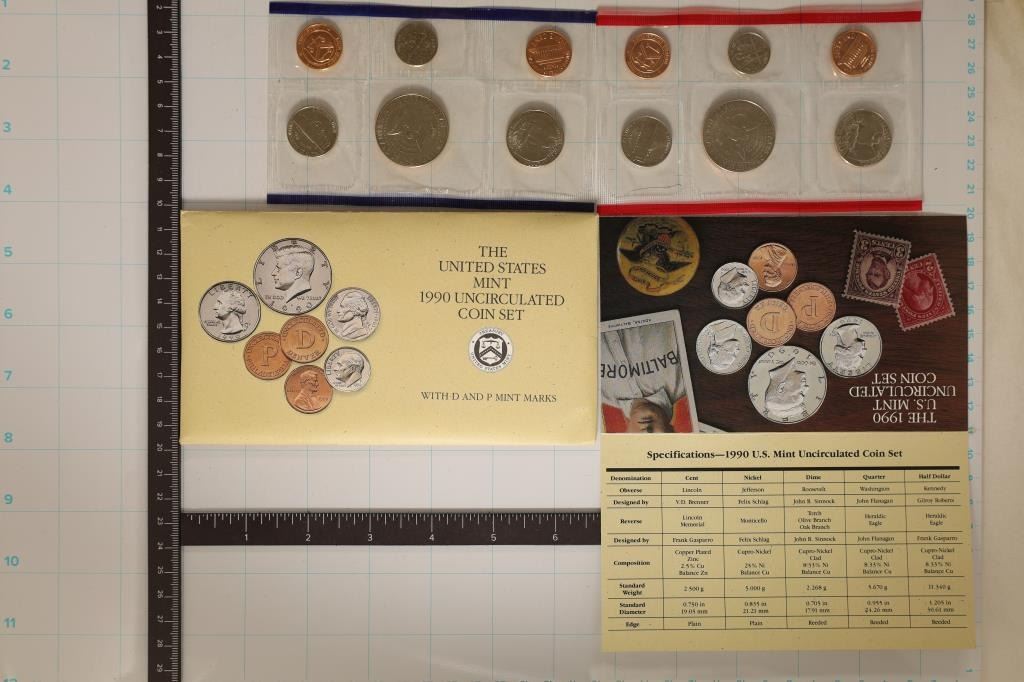 THE
UNITED STATES
MINT
1990 UNCIRCULATED
COIN SET
WITH D AND P MINT MARKS
BALTIMORE
THE 1990
U.S. MINT
UNCIRCULATED
COIN SET
Specifications—1990 U.S. Mint Uncirculated Coin Set
Denomination Cent Nickel Dime Quarter Half Dollar
Obverse Lincoln Jefferson Roosevelt Washington Kennedy
Designed by V.D. Brenner Felix Schlag John R. Sinnock John Flanagan Gilroy Roberts
Reverse Lincoln Memorial Monticello Torch Olive Branch Oak Branch Heraldic Eagle Heraldic Eagle
Designed by Frank Gasparro Felix Schlag John R. Sinnock John Flanagan Frank Gasparro
Composition Copper Plated Zinc 2.5% Cu Balance Zn Cupro-Nickel 25% Ni Balance Cu Cupro-Nickel Clad 8.33% Ni Balance Cu Cupro-Nickel Clad 8.33% Ni Balance Cu Cupro-Nickel Clad 8.33% Ni Balance Cu
Standard Weight 2.500 g 5.000 g 2.268 g 5.670 g 11.340 g
Standard Diameter 0.750 in 19.05 mm 0.835 in 21.21 mm 0.705 in 17.91 mm 0.955 in 24.26 mm 1.205 in 30.61 mm
Edge Plain Plain Reeded Reeded Reeded